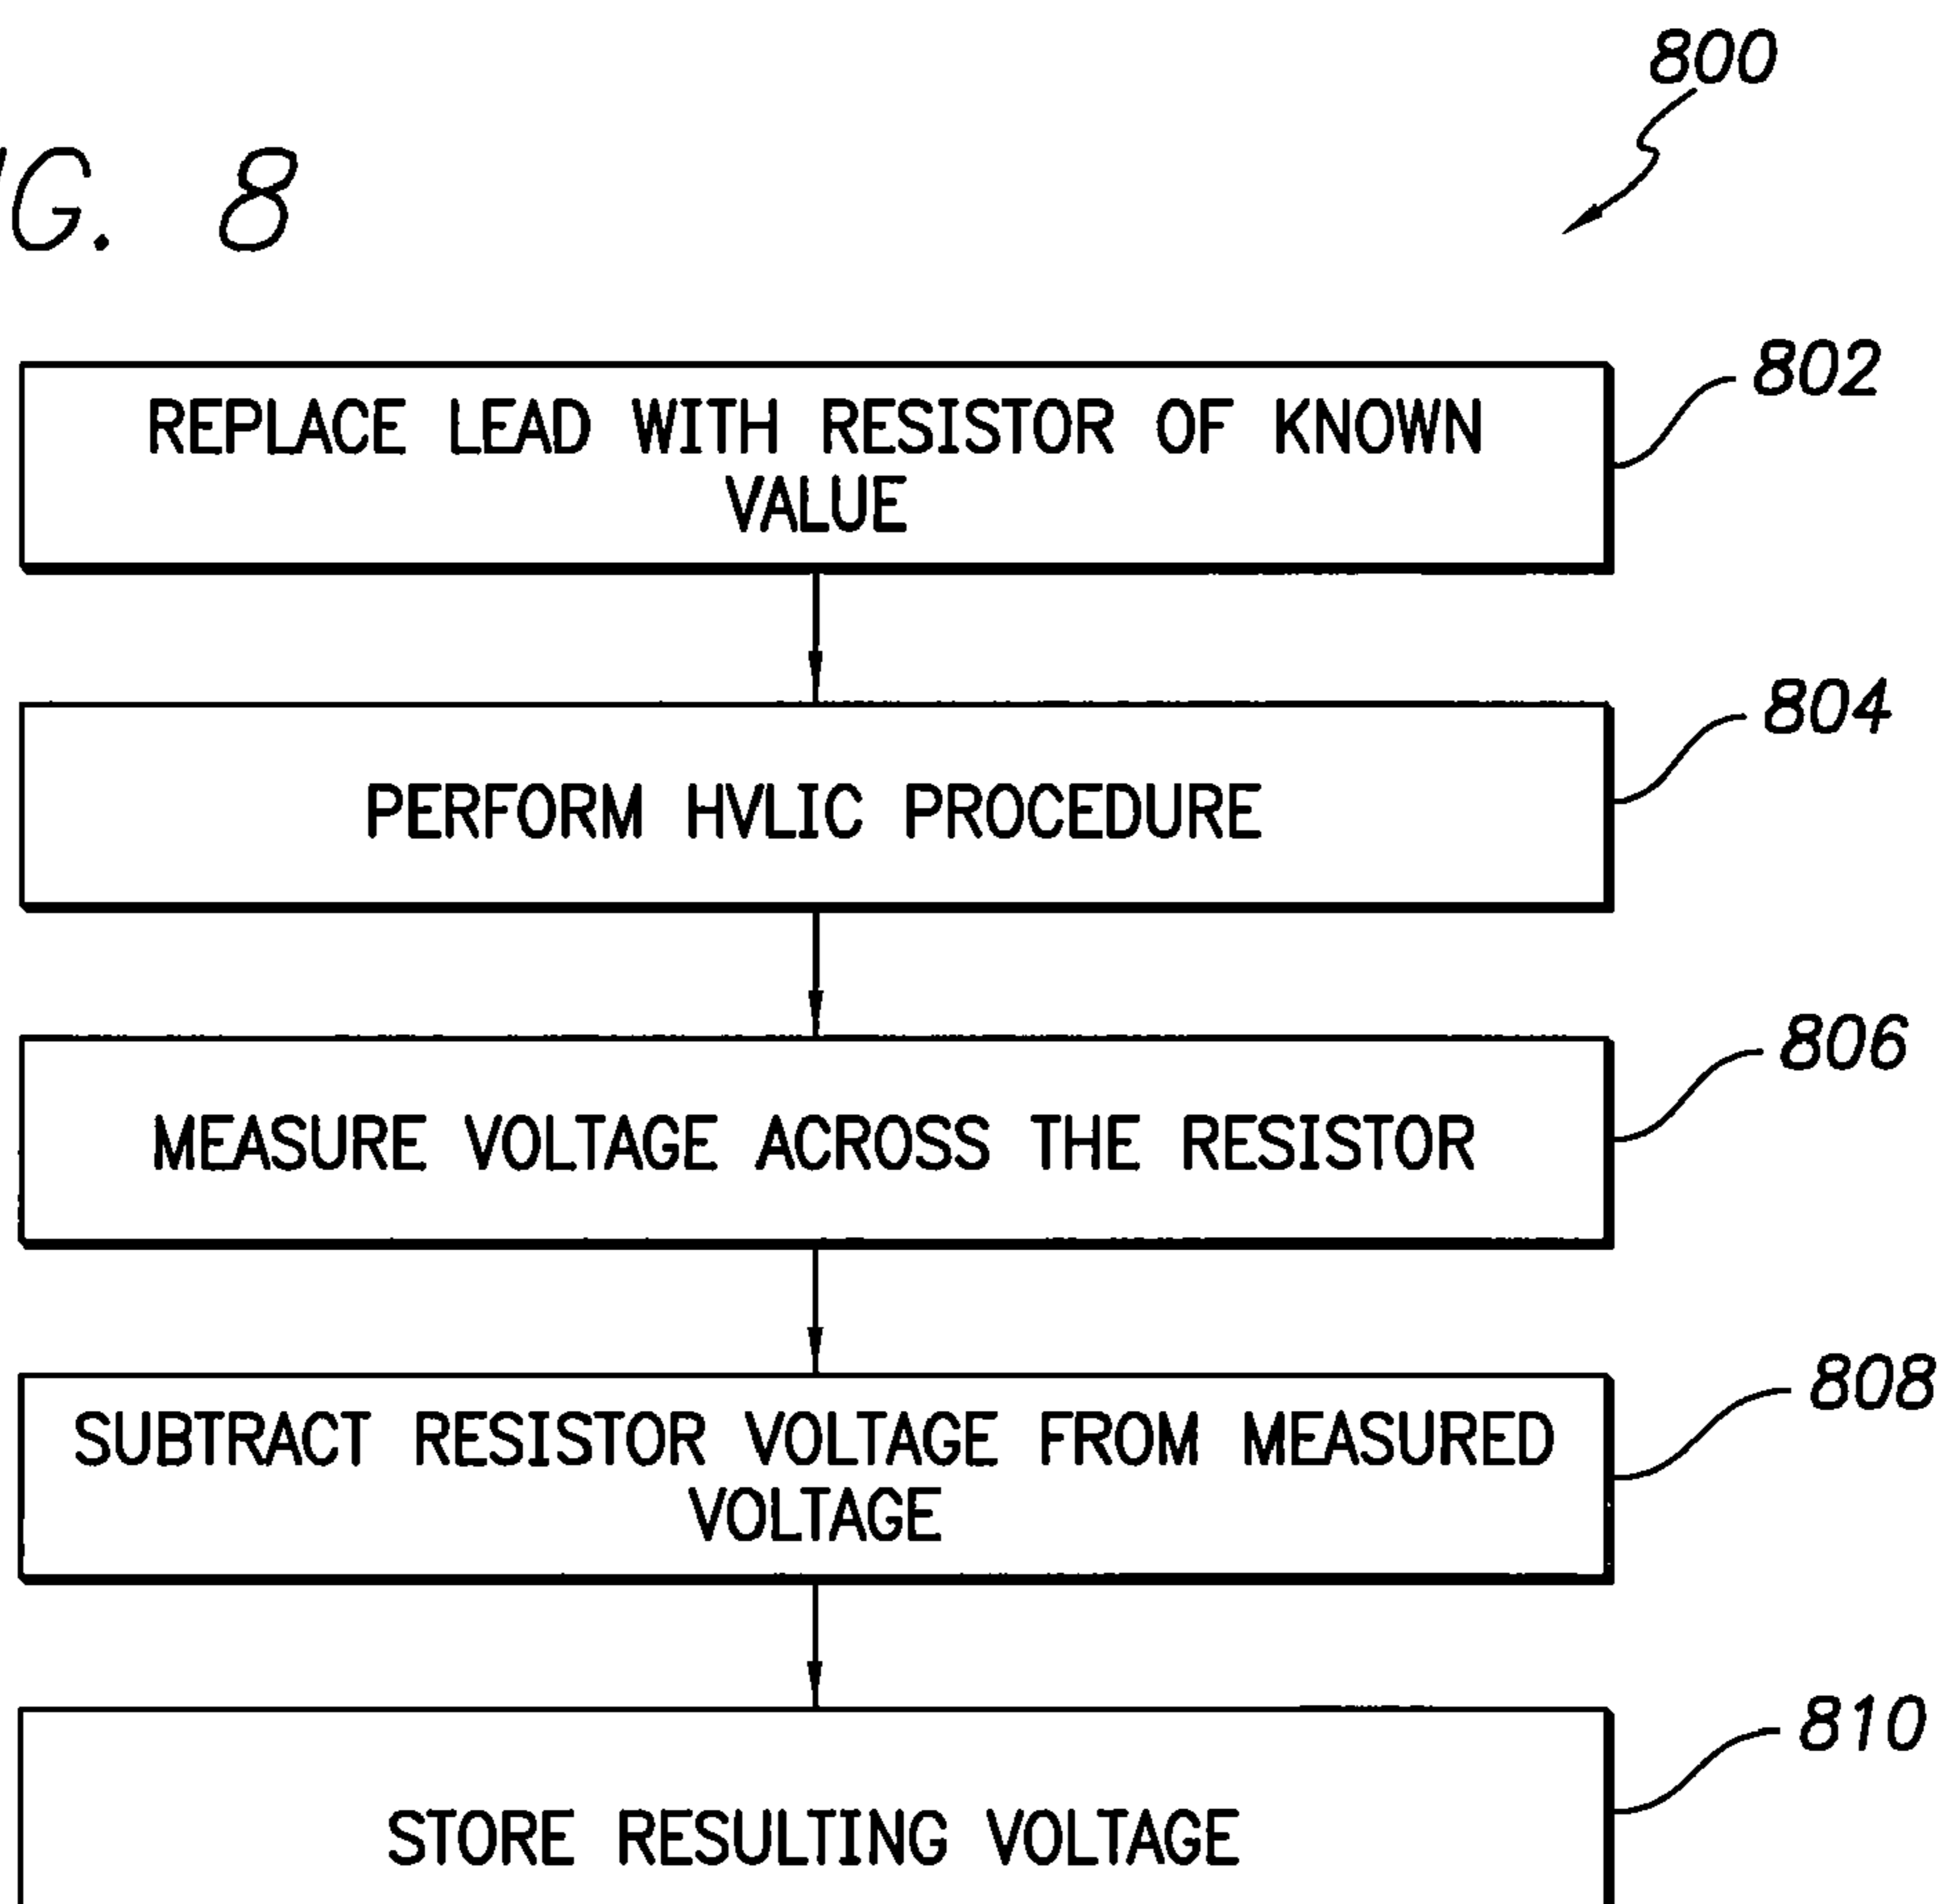 800
G. 8
802
REPLACE LEAD WITH RESISTOR OF KNOWN
VALUE
804
PERFORM HVLIC PROCEDURE
806
MEASURE VOLTAGE ACROSS THE RESISTOR
808
SUBTRACT RESISTOR VOLTAGE FROM MEASURED
VOLTAGE
810
STORE RESULTING VOLTAGE